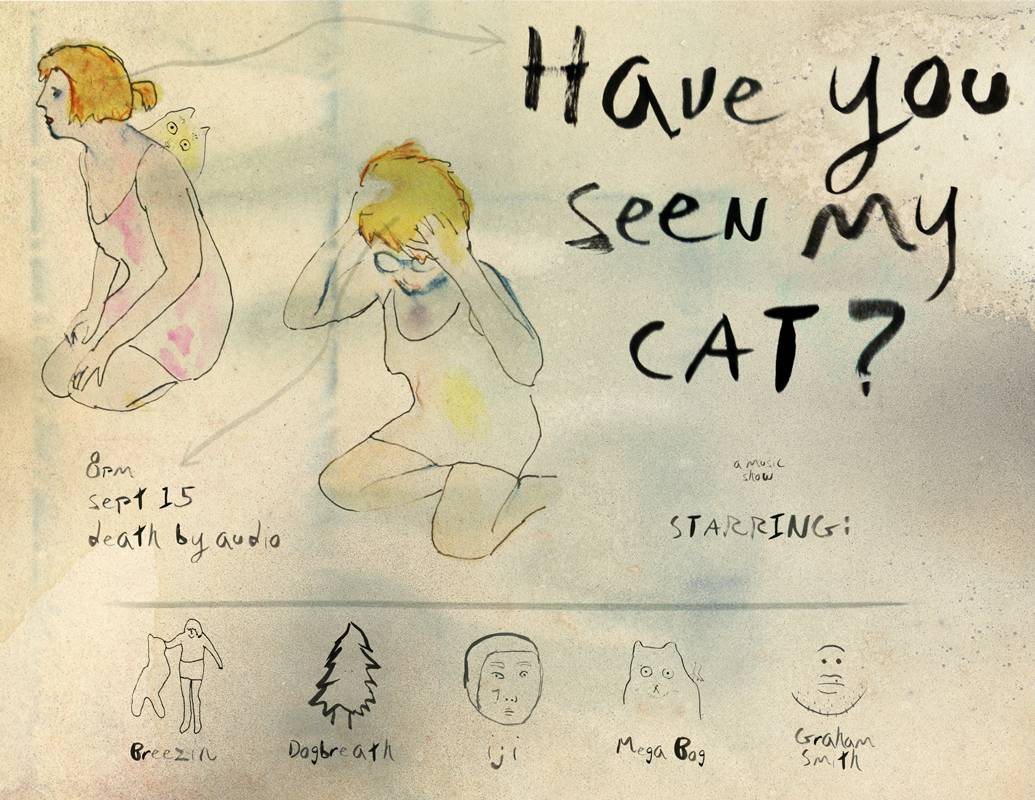 Have you
seen my
CAT?
8pm
sept 15
death by audio
a music
show
STARRING:
Breezin
Dogbreath
iji
Mega Bog
Graham
Smith